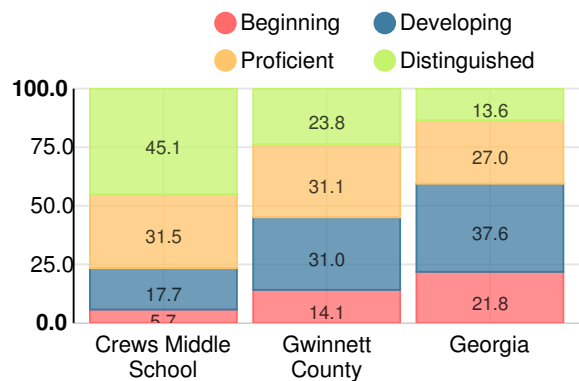 Beginning
Developing
Proficient
Distinguished
100.0
75.0
50.0
25.0
0.0
45.1
31.5
17.7
5.7
23.8
31.1
31.0
14.1
13.6
27.0
37.6
21.8
Crews Middle
School
Gwinnett
County
Georgia